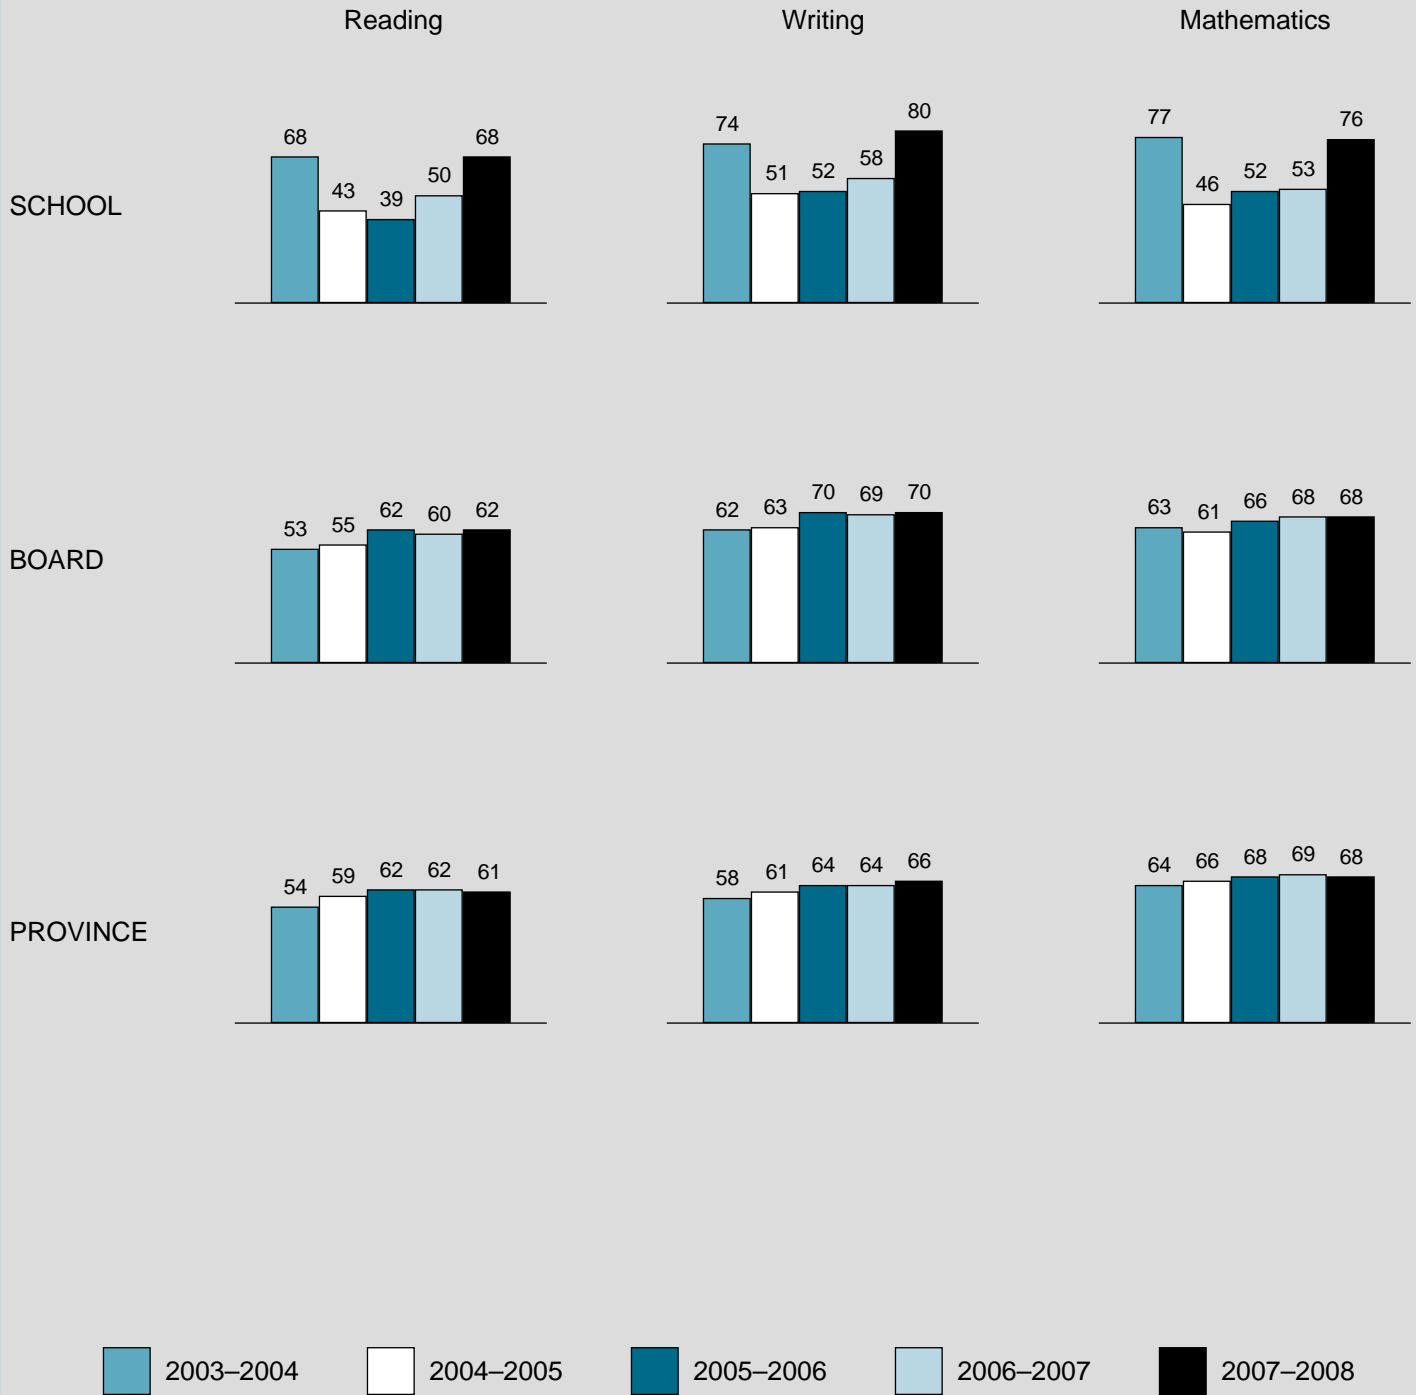 Reading Writing Mathematics
SCHOOL
68 43 39 50 68
74 51 52 58 80
77 46 52 53 76
BOARD
53 55 62 60 62
62 63 70 69 70
63 61 66 68 68
PROVINCE
54 59 62 62 61
58 61 64 64 66
64 66 68 69 68
2003–2004 2004–2005 2005–2006 2006–2007 2007–2008